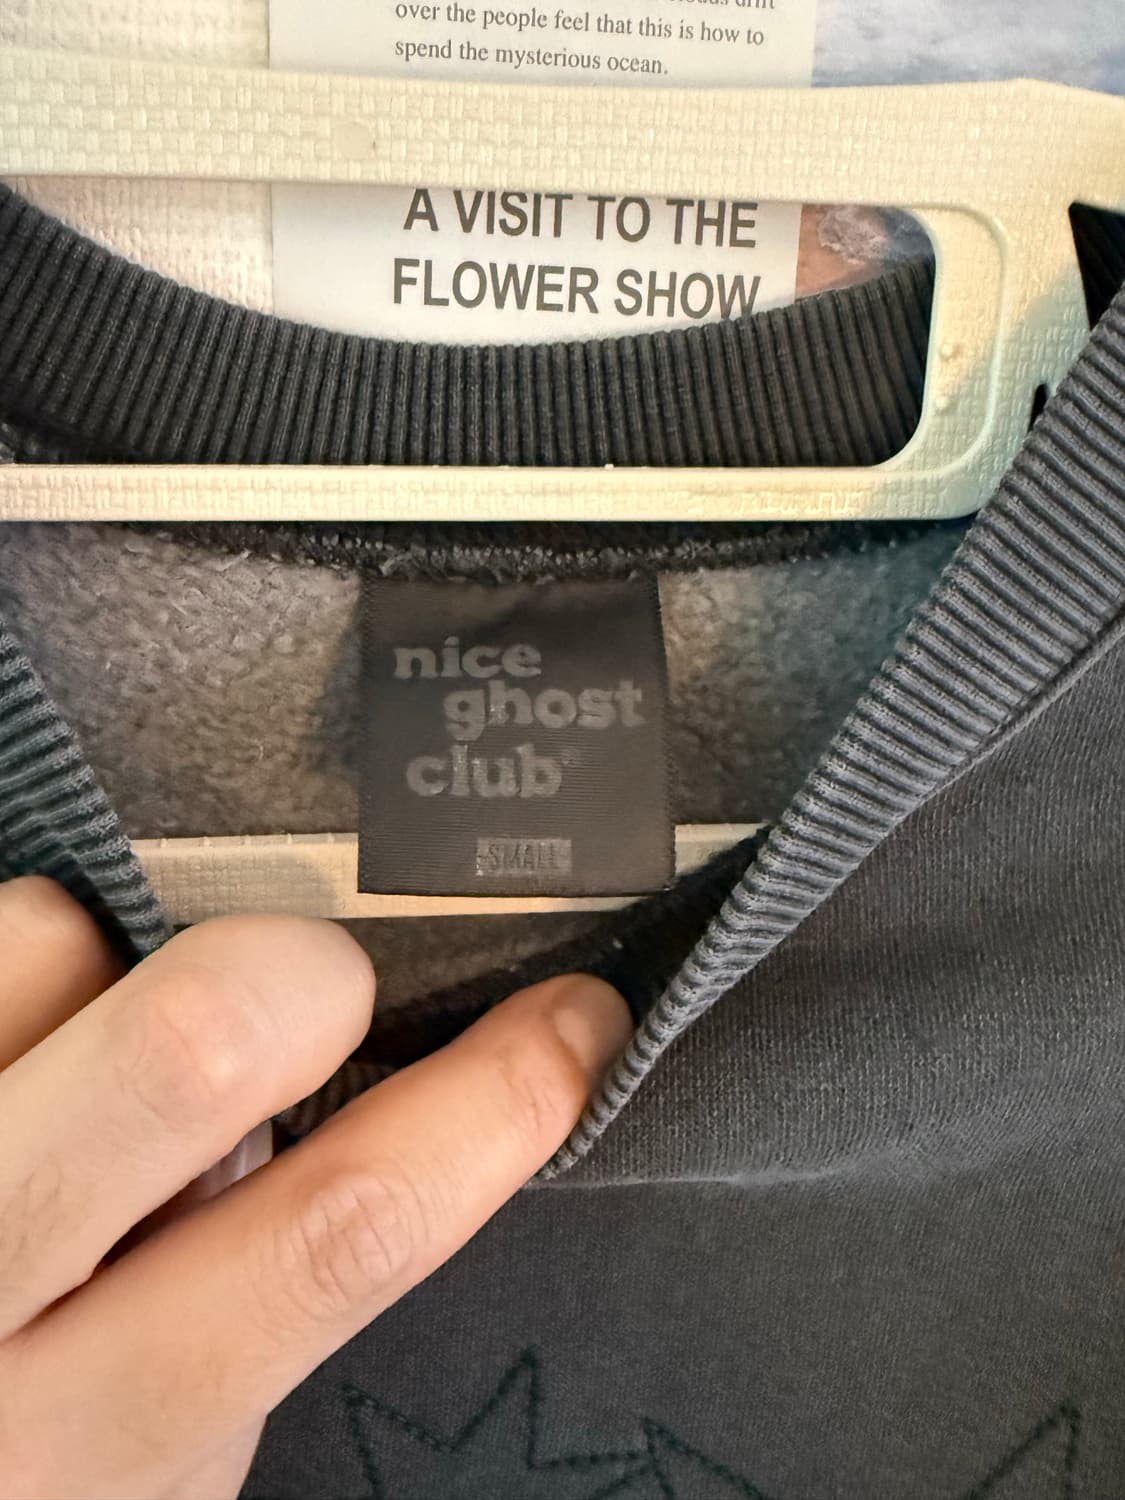 over the people feel that this is how to
spend the mysterious ocean.
A VISIT TO THE
FLOWER SHOW
nice
ghost
club
SMALL